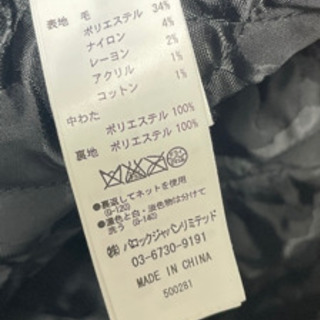 表地 毛 34%
ポリエステル 4%
ナイロン 2%
レーヨン 1%
アクリル 1%
コットン
中わた
ポリエステル 100%
裏地 ポリエステル 100%
●裏返してネットを使用
(G-120)
●濃色と白・淡色物は分けて
洗う (G-140)
㈱バロックジャパンリミテッド
03-6730-9191
MADE IN CHINA
500281